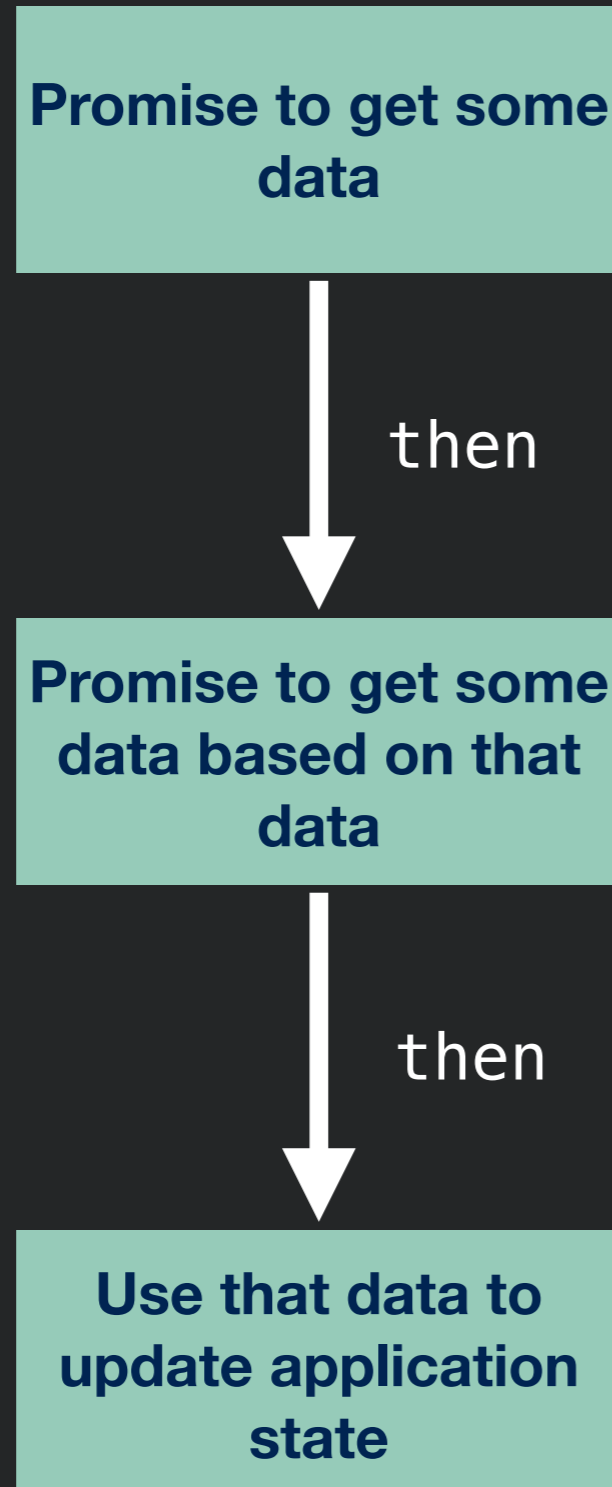 Promise to get some
data
then
Promise to get some
data based on that
data
then
Use that data to
update application
state